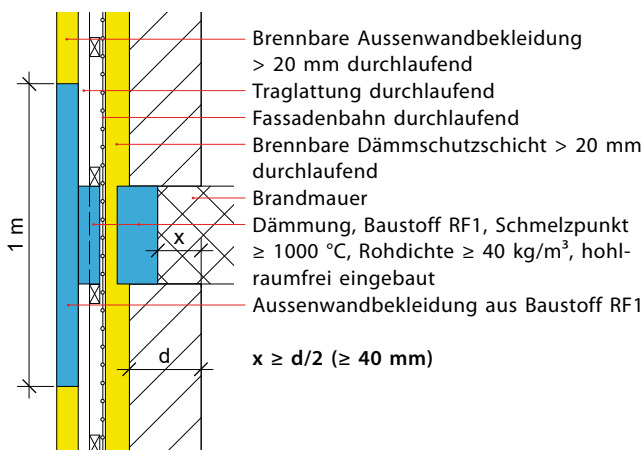 Brennbare Aussenwandbekleidung
> 20 mm durchlaufend
Traglattung durchlaufend
Fassadenbahn durchlaufend
Brennbare Dämmschutzschicht > 20 mm
durchlaufend
Brandmauer
Dämmung, Baustoff RF1, Schmelzpunkt
≥ 1000 °C, Rohdichte ≥ 40 kg/m³, hohl-
raumfrei eingebaut
Aussenwandbekleidung aus Baustoff RF1
x ≥ d/2 (≥ 40 mm)
1 m
x
d